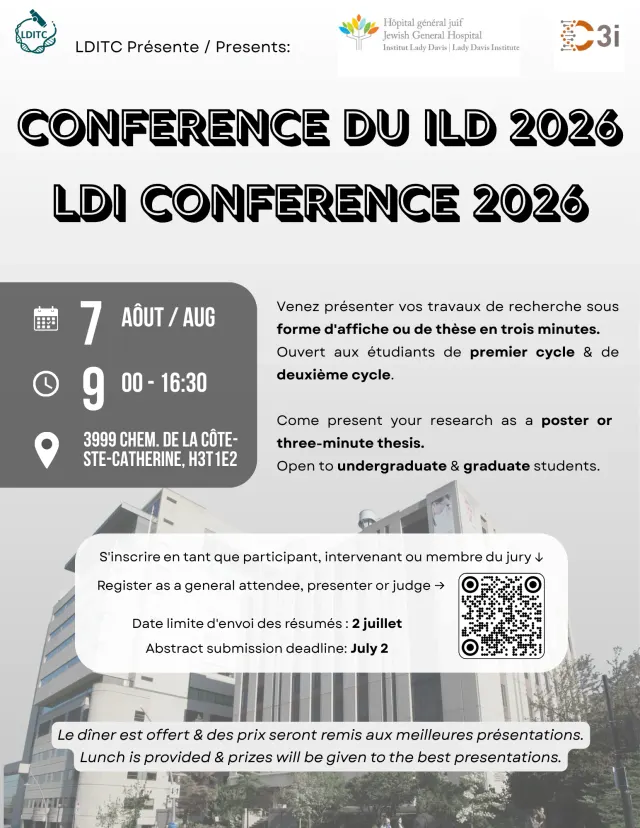 LDITC
LDITC Présente / Presents:
Hôpital général juif
Jewish General Hospital
Institut Lady Davis | Lady Davis Institute
C3i
CONFERENCE DU ILD 2026
LDI CONFERENCE 2026
7 AÔUT / AUG
9 00 - 16:30
3999 CHEM. DE LA CÔTE-
STE-CATHERINE, H3T1E2
Venez présenter vos travaux de recherche sous
forme d'affiche ou de thèse en trois minutes.
Ouvert aux étudiants de premier cycle & de
deuxième cycle.
Come present your research as a poster or
three-minute thesis.
Open to undergraduate & graduate students.
S'inscrire en tant que participant, intervenant ou membre du jury ↓
Register as a general attendee, presenter or judge →
Date limite d'envoi des résumés : 2 juillet
Abstract submission deadline: July 2
Le dîner est offert & des prix seront remis aux meilleures présentations.
Lunch is provided & prizes will be given to the best presentations.